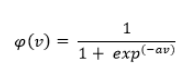 φ(v) = 1 / (1 + exp^(−av))